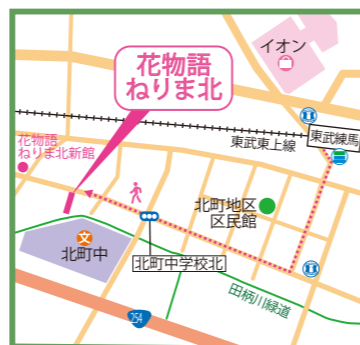 イオン
花物語
ねりま北
東武東上線
東武練馬
花物語
ねりま北新館
北町地区
区民館
文
北町中
北町中学校北
田柄川緑道
254